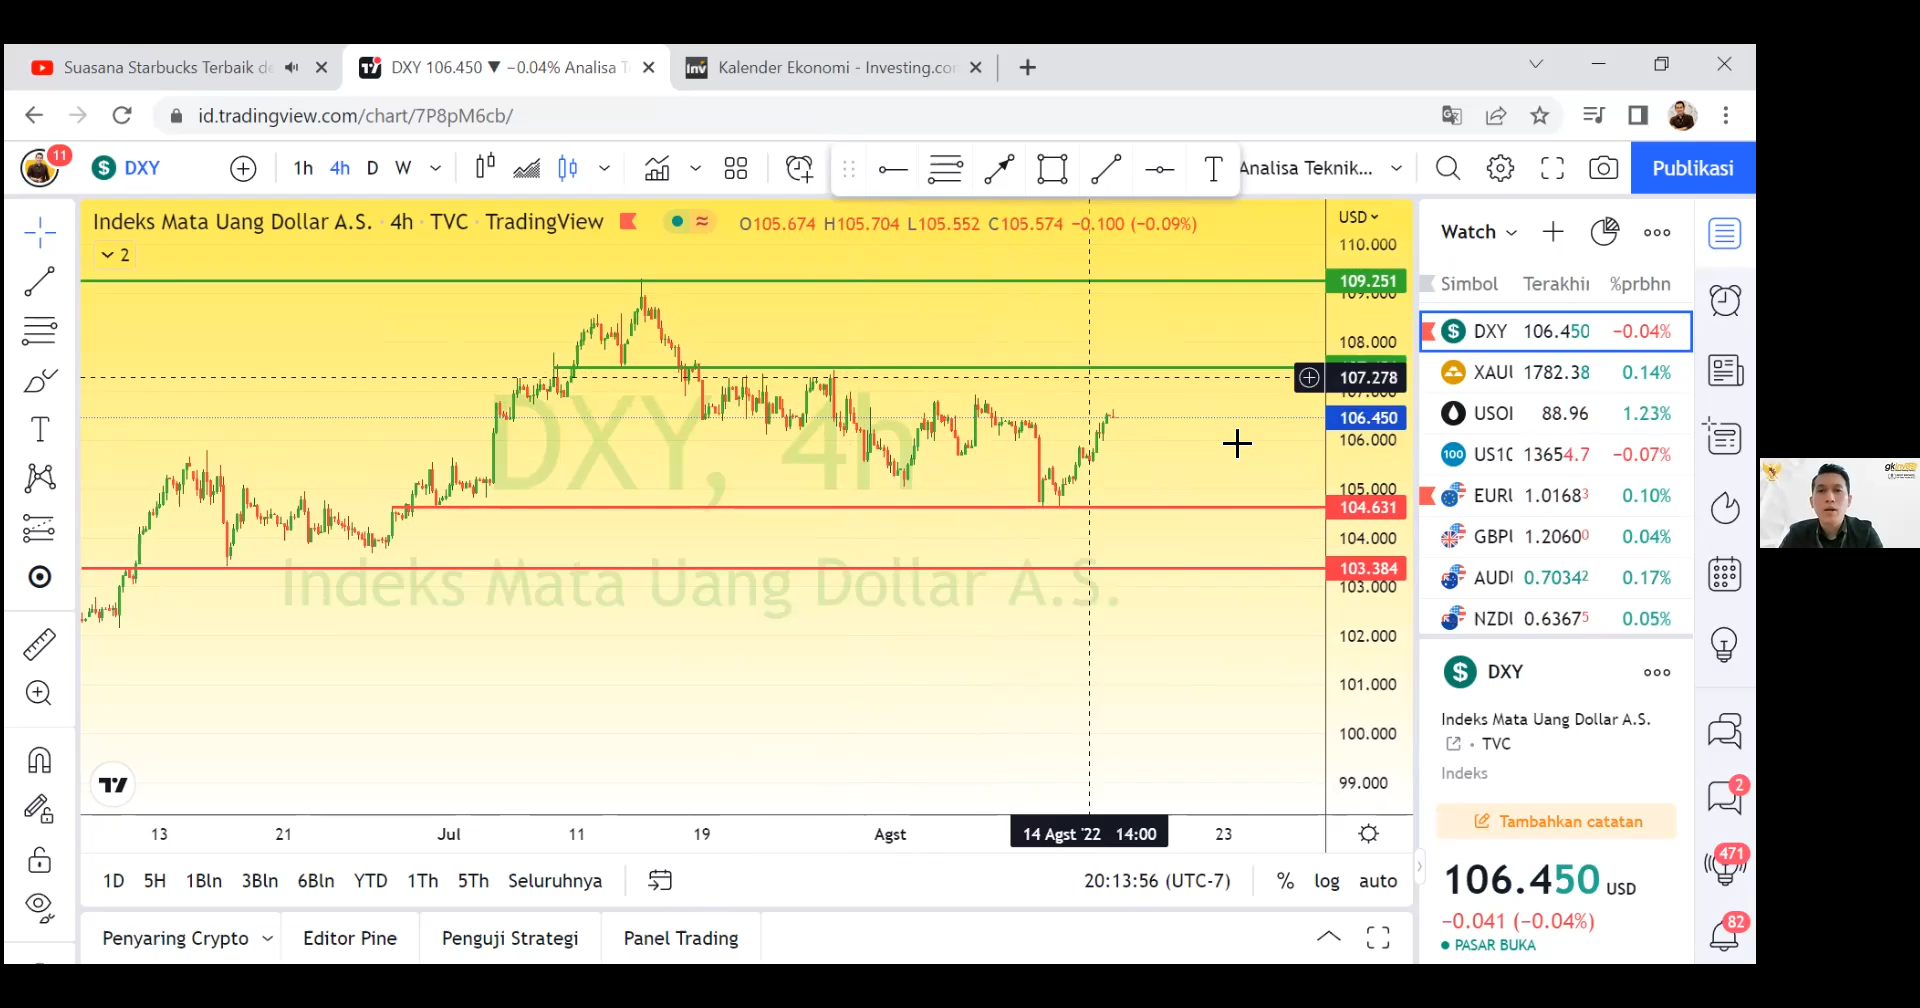 Suasana Starbucks Terbaik de
DXY 106.450 ▼ −0.04% Analisa T
Kalender Ekonomi - Investing.co
id.tradingview.com/chart/7P8pM6cb/
11
DXY
1h 4h D W
T
Analisa Teknik...
Publikasi
Indeks Mata Uang Dollar A.S. · 4h · TVC · TradingView
O105.674 H105.704 L105.552 C105.574 −0.100 (−0.09%)
2
USD
110.000
109.251
109.000
108.000
107.278
107.000
106.450
106.000
105.000
104.631
104.000
103.384
103.000
102.000
101.000
100.000
99.000
DXY, 4h
Indeks Mata Uang Dollar A.S.
13 21 Jul 11 19 Agst 14 Agst '22 14:00 23
1D 5H 1Bln 3Bln 6Bln YTD 1Th 5Th Seluruhnya
20:13:56 (UTC-7) % log auto
Penyaring Crypto Editor Pine Penguji Strategi Panel Trading
Watch
Simbol Terakhir %prbhn
DXY 106.450 −0.04%
XAUI 1782.38 0.14%
USOI 88.96 1.23%
100 US1C 13654.7 −0.07%
EURI 1.01683 0.10%
GBPI 1.20600 0.04%
AUDI 0.70342 0.17%
NZDI 0.63675 0.05%
DXY
Indeks Mata Uang Dollar A.S.
TVC
Indeks
Tambahkan catatan
106.450 USD
−0.041 (−0.04%)
PASAR BUKA
2
471
82
gkinvest